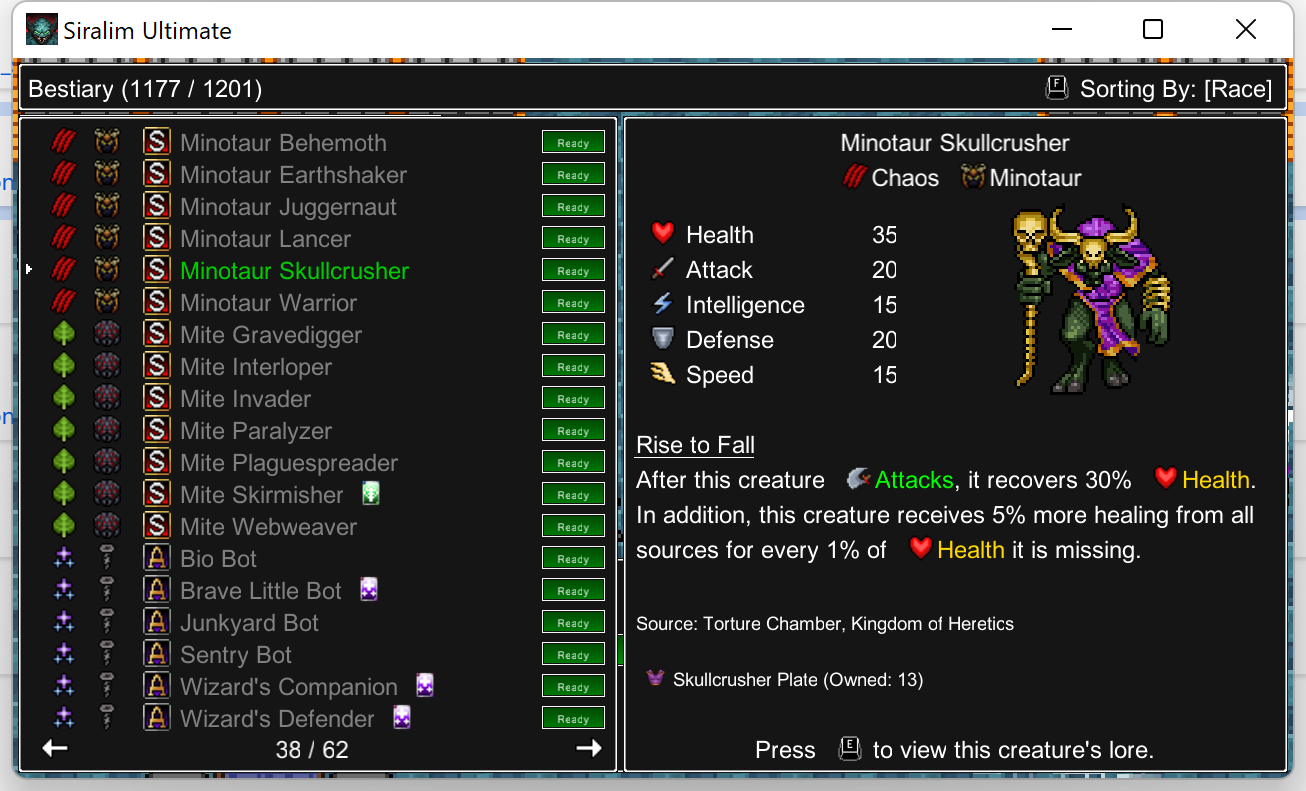 Siralim Ultimate
Bestiary (1177 / 1201)
F Sorting By: [Race]
S Minotaur Behemoth Ready
S Minotaur Earthshaker Ready
S Minotaur Juggernaut Ready
S Minotaur Lancer Ready
S Minotaur Skullcrusher Ready
S Minotaur Warrior Ready
S Mite Gravedigger Ready
S Mite Interloper Ready
S Mite Invader Ready
S Mite Paralyzer Ready
S Mite Plaguespreader Ready
S Mite Skirmisher Ready
S Mite Webweaver Ready
A Bio Bot Ready
A Brave Little Bot Ready
A Junkyard Bot Ready
A Sentry Bot Ready
A Wizard's Companion Ready
A Wizard's Defender Ready
38 / 62
Minotaur Skullcrusher
Chaos Minotaur
Health 35
Attack 20
Intelligence 15
Defense 20
Speed 15
Rise to Fall
After this creature Attacks, it recovers 30% Health.
In addition, this creature receives 5% more healing from all
sources for every 1% of Health it is missing.
Source: Torture Chamber, Kingdom of Heretics
Skullcrusher Plate (Owned: 13)
Press E to view this creature's lore.